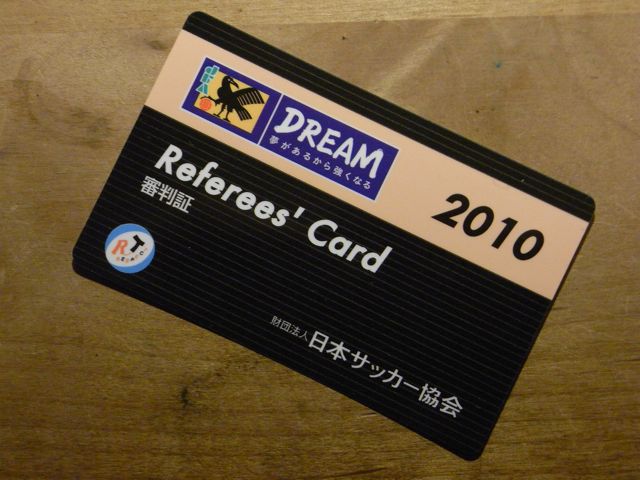 JFA
DREAM
夢があるから強くなる
2010
Referees' Card
審判証
RT
財団法人 日本サッカー協会